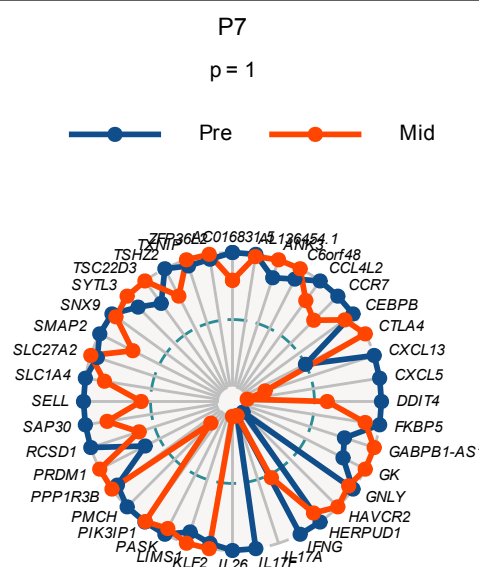 P7
p = 1
Pre
Mid
AC016831.5
AL136454.1
ANK3
C6orf48
CCL4L2
CCR7
CEBPB
CTLA4
CXCL13
CXCL5
DDIT4
FKBP5
GABPB1-AS1
GK
GNLY
HAVCR2
HERPUD1
IFNG
IL17A
IL17F
IL26
KLF2
LIMS1
PASK
PIK3IP1
PMCH
PPP1R3B
PRDM1
RCSD1
SAP30
SELL
SLC1A4
SLC27A2
SMAP2
SNX9
SYTL3
TSC22D3
TSHZ2
TXNIP
ZFP36L2